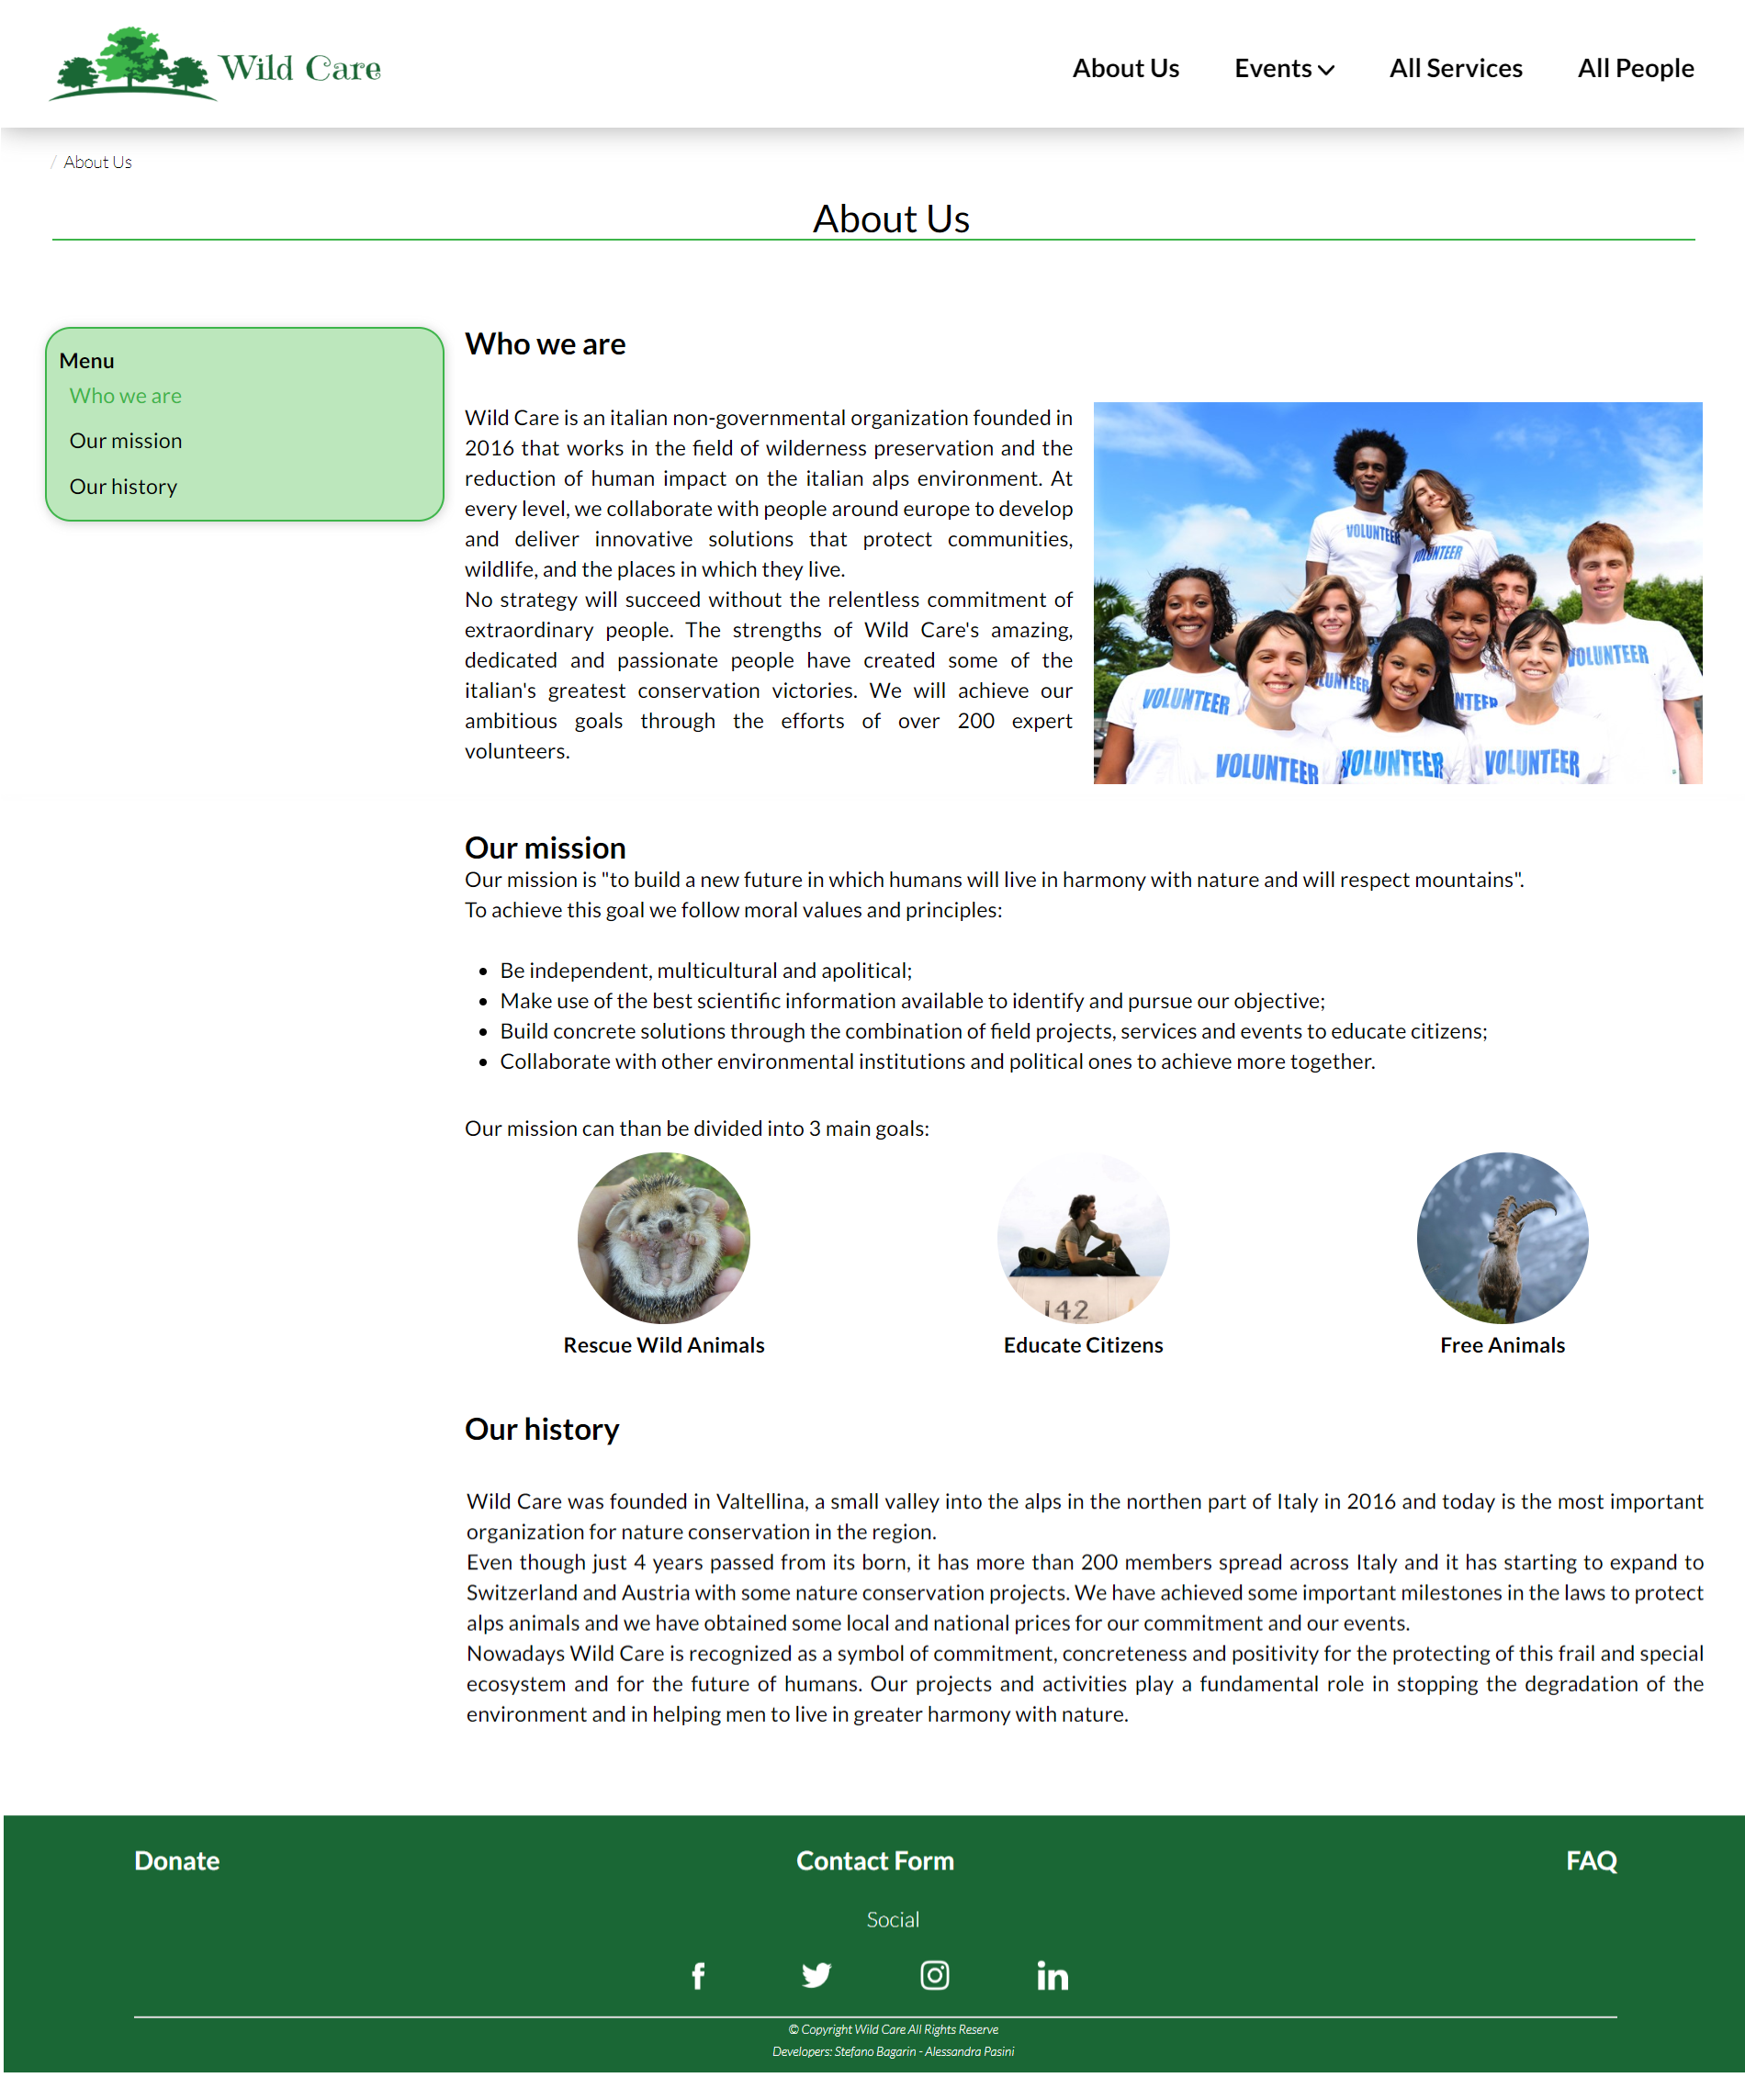 Wild Care
About Us
Events
All Services
All People
/ About Us
About Us
Menu
Who we are
Our mission
Our history
Who we are
Wild Care is an italian non-governmental organization founded in
2016 that works in the field of wilderness preservation and the
reduction of human impact on the italian alps environment. At
every level, we collaborate with people around europe to develop
and deliver innovative solutions that protect communities,
wildlife, and the places in which they live.
No strategy will succeed without the relentless commitment of
extraordinary people. The strengths of Wild Care's amazing,
dedicated and passionate people have created some of the
italian's greatest conservation victories. We will achieve our
ambitious goals through the efforts of over 200 expert
volunteers.
VOLUNTEER
VOLUNTEER
VOLUNTEER
VOLUNTEER
VOLUNTEER
VOLUNTEER
VOLUNTEER
Our mission
Our mission is "to build a new future in which humans will live in harmony with nature and will respect mountains".
To achieve this goal we follow moral values and principles:
• Be independent, multicultural and apolitical;
• Make use of the best scientific information available to identify and pursue our objective;
• Build concrete solutions through the combination of field projects, services and events to educate citizens;
• Collaborate with other environmental institutions and political ones to achieve more together.
Our mission can than be divided into 3 main goals:
142
Rescue Wild Animals
Educate Citizens
Free Animals
Our history
Wild Care was founded in Valtellina, a small valley into the alps in the northen part of Italy in 2016 and today is the most important
organization for nature conservation in the region.
Even though just 4 years passed from its born, it has more than 200 members spread across Italy and it has starting to expand to
Switzerland and Austria with some nature conservation projects. We have achieved some important milestones in the laws to protect
alps animals and we have obtained some local and national prices for our commitment and our events.
Nowadays Wild Care is recognized as a symbol of commitment, concreteness and positivity for the protecting of this frail and special
ecosystem and for the future of humans. Our projects and activities play a fundamental role in stopping the degradation of the
environment and in helping men to live in greater harmony with nature.
Donate
Contact Form
FAQ
Social
© Copyright Wild Care All Rights Reserve
Developers: Stefano Bagarin - Alessandra Pasini